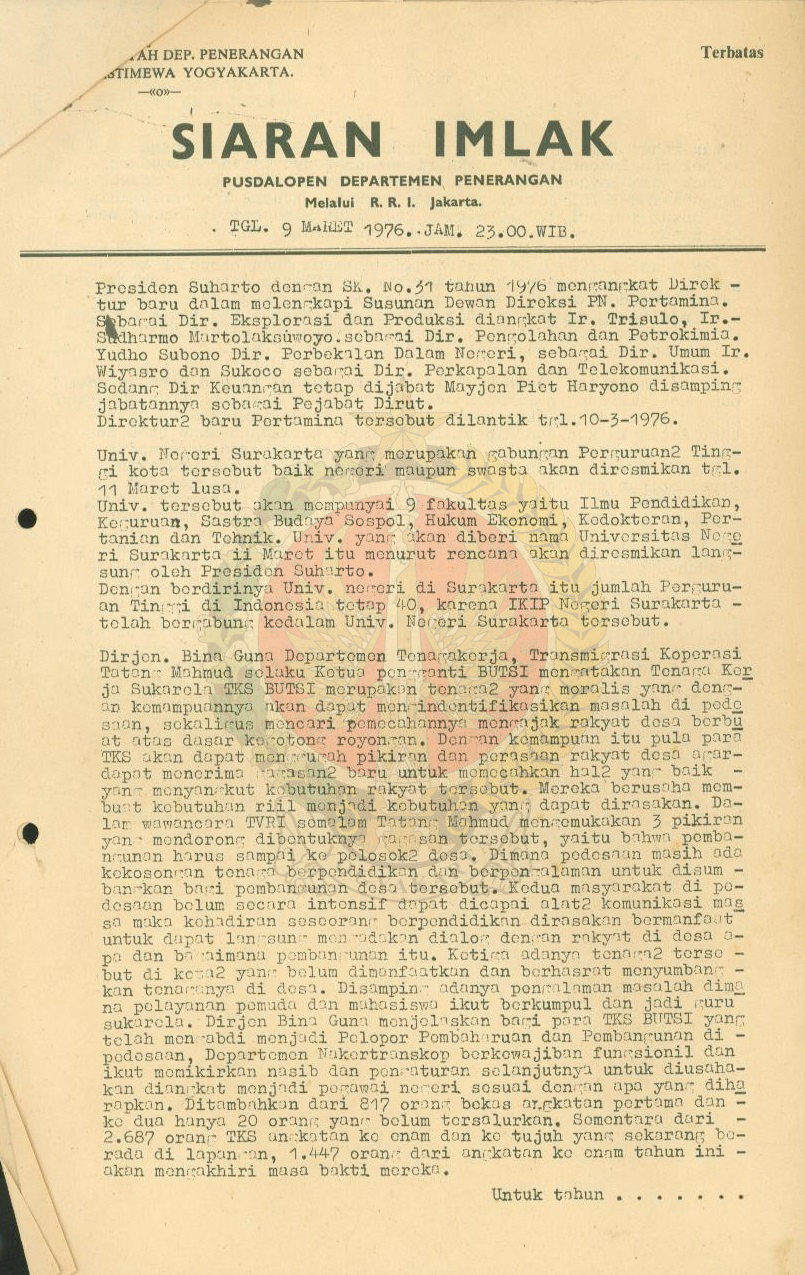 AH DEP. PENERANGAN
STIMEWA YOGYAKARTA.
—«o»—
Terbatas
SIARAN IMLAK
PUSDALOPEN DEPARTEMEN PENERANGAN
Melalui R. R. I. Jakarta.
. TGL. 9 MARET 1976.-JAM. 23.00.WIB.
Presiden Suharto dengan SK. No.31 tahun 1976 mengangkat Direk -
tur baru dalam melengkapi Susunan Dewan Direksi PN. Pertamina.
Sebagai Dir. Eksplorasi dan Produksi diangkat Ir. Trisulo, Ir.-
Sudharmo Martolaksuwoyo.sebagai Dir. Pengolahan dan Petrokimia.
Yudho Subono Dir. Perbekalan Dalam Negeri, sebagai Dir. Umum Ir.
Wiyasro dan Sukoco sebagai Dir. Perkapalan dan Telekomunikasi.
Sedang Dir Keuangan tetap dijabat Mayjen Piet Haryono disamping
jabatannya sebagai Pejabat Dirut.
Direktur2 baru Pertamina tersebut dilantik tgl.10-3-1976.
Univ. Negeri Surakarta yang merupakan gabungan Perguruan2 Ting-
gi kota tersebut baik negeri maupun swasta akan diresmikan tgl.
11 Maret lusa.
Univ. tersebut akan mempunyai 9 fakultas yaitu Ilmu Pendidikan,
Keguruan, Sastra Budaya Sospol, Hukum Ekonomi, Kedokteran, Per-
tanian dan Tehnik. Univ. yang akan diberi nama Universitas Nege
ri Surakarta ii Maret itu menurut rencana akan diresmikan lang-
sung oleh Presiden Suharto.
Dengan berdirinya Univ. negeri di Surakarta itu jumlah Perguru-
an Tinggi di Indonesia tetap 40, karena IKIP Negeri Surakarta -
telah bergabung kedalam Univ. Negeri Surakarta tersebut.
Dirjen. Bina Guna Departemen Tenagakerja, Transmigrasi Koperasi
Tatang Mahmud selaku Ketua pengganti BUTSI mengatakan Tenaga Ker
ja Sukarela TKS BUTSI merupakan tenaga2 yang moralis yang deng-
an kemampuannya akan dapat mengindentifikasikan masalah di pede
saan, sekaligus mencari pemecahannya mengajak rakyat desa berbu
at atas dasar gegotong royongan. Dengan kemampuan itu pula para
TKS akan dapat menggugah pikiran dan perasaan rakyat desa agar-
dapat menerima gagasan2 baru untuk memecahkan hal2 yang baik -
yang menyangkut kebutuhan rakyat tersebut. Mereka berusaha mem-
buat kebutuhan riil menjadi kebutuhan yang dapat dirasakan. Da-
lam wawancara TVRI semalam Tatang Mahmud mengemukakan 3 pikiran
yang mendorong dibentuknya gagasan tersebut, yaitu bahwa pemba-
ngunan harus sampai ke pelosok2 desa. Dimana pedesaan masih ada
kekosongan tenaga berpendidikan dan berpengalaman untuk disum -
bangkan bagi pembangunan desa tersebut. Kedua masyarakat di pe-
desaan belum secara intensif dapat dicapai alat2 komunikasi mas
sa maka kehadiran seseorang berpendidikan dirasakan bermanfaat
untuk dapat langsung mengadakan dialog dengan rakyat di desa a-
pa dan bagaimana pembangunan itu. Ketiga adanya tenaga2 terse -
but di kota2 yang belum dimanfaatkan dan berhasrat menyumbang -
kan tenaganya di desa. Disamping adanya pengalaman masalah dima
na pelayanan pemuda dan mahasiswa ikut berkumpul dan jadi guru
sukarela. Dirjen Bina Guna menjelaskan bagi para TKS BUTSI yang
telah mengabdi menjadi Pelopor Pembaharuan dan Pembangunan di -
pedesaan, Departemen Nakertranskop berkewajiban fungsionil dan
ikut memikirkan nasib dan pengaturan selanjutnya untuk diusaha-
kan diangkat menjadi pegawai negeri sesuai dengan apa yang diha
rapkan. Ditambahkan dari 817 orang bekas angkatan pertama dan -
ke dua hanya 20 orang yang belum tersalurkan. Sementara dari -
2.687 orang TKS angkatan ke enam dan ke tujuh yang sekarang be-
rada di lapangan, 1.447 orang dari angkatan ke enam tahun ini -
akan mengakhiri masa bakti mereka.
Untuk tahun . . . . . . .